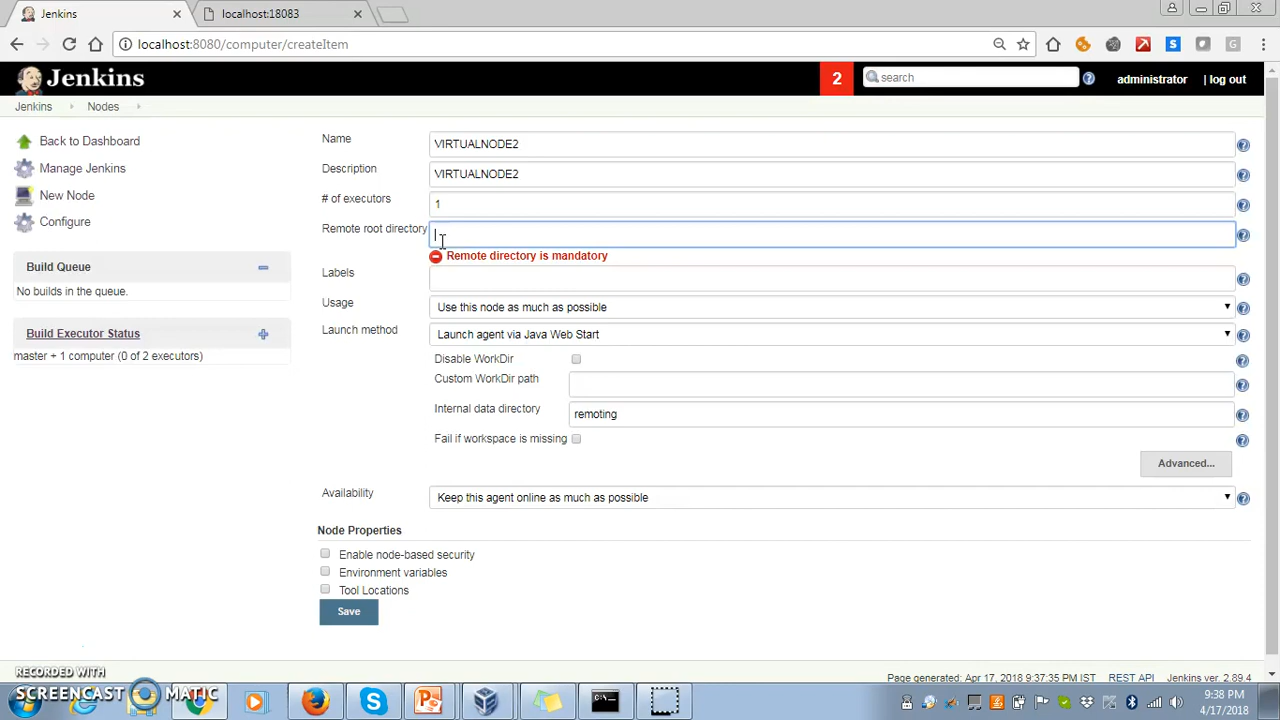 Jenkins
localhost:18083
localhost:8080/computer/createItem
Jenkins
2
search
administrator
log out
Jenkins
Nodes
Back to Dashboard
Manage Jenkins
New Node
Configure
Build Queue
No builds in the queue.
Build Executor Status
master + 1 computer (0 of 2 executors)
Name
VIRTUALNODE2
Description
VIRTUALNODE2
# of executors
1
Remote root directory
Remote directory is mandatory
Labels
Usage
Use this node as much as possible
Launch method
Launch agent via Java Web Start
Disable WorkDir
Custom WorkDir path
Internal data directory
remoting
Fail if workspace is missing
Advanced...
Availability
Keep this agent online as much as possible
Node Properties
Enable node-based security
Environment variables
Tool Locations
Save
Page generated: Apr 17, 2018 9:37:35 PM IST
REST API
Jenkins ver. 2.89.4
RECORDED WITH
SCREENCAST MATIC
9:38 PM
4/17/2018